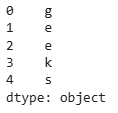 0    g
1    e
2    e
3    k
4    s
dtype: object